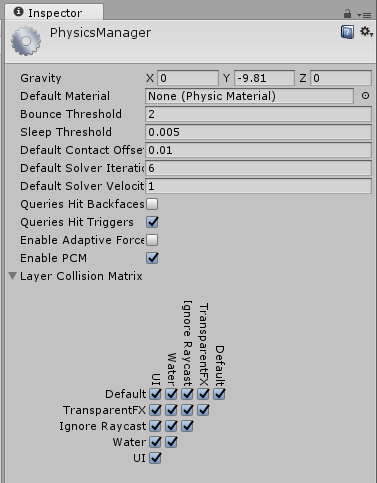 Inspector
PhysicsManager
Gravity X 0 Y -9.81 Z 0
Default Material None (Physic Material)
Bounce Threshold 2
Sleep Threshold 0.005
Default Contact Offset 0.01
Default Solver Iteratio 6
Default Solver Velocit 1
Queries Hit Backfaces
Queries Hit Triggers
Enable Adaptive Force
Enable PCM
Layer Collision Matrix
UI Water Ignore Raycast TransparentFX Default
Default
TransparentFX
Ignore Raycast
Water
UI